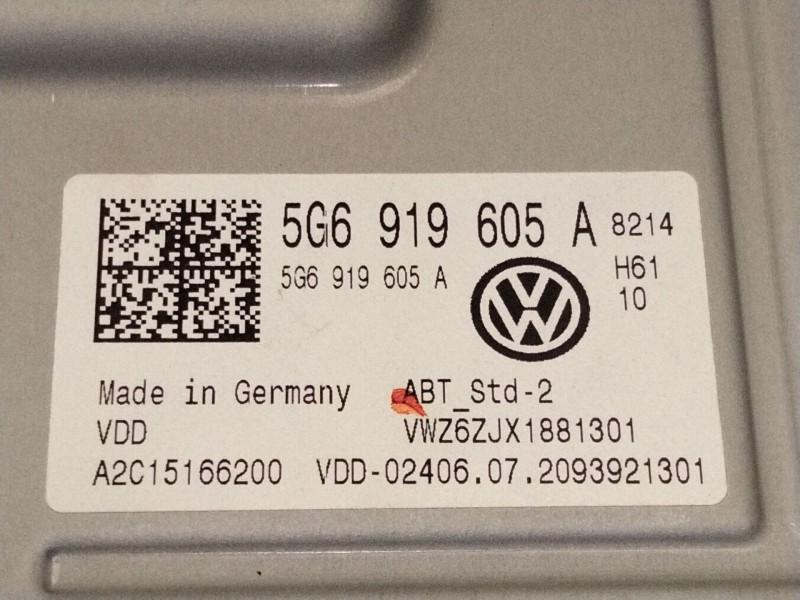 5G6 919 605 A 8214
5G6 919 605 A
H61
10
Made in Germany ABT_Std-2
VDD VWZ6ZJX1881301
A2C15166200 VDD-02406.07.2093921301